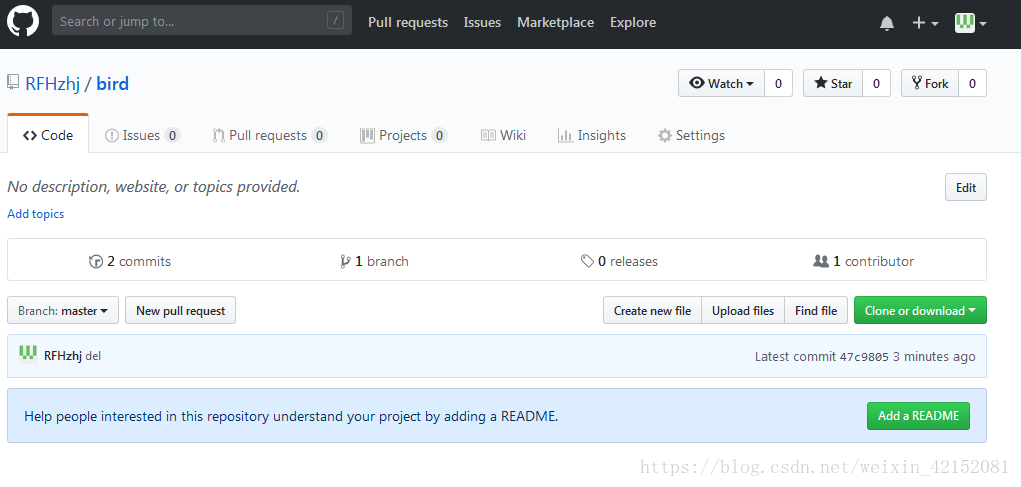 Search or jump to... / Pull requests Issues Marketplace Explore
RFHzhj / bird Watch 0 Star 0 Fork 0
Code Issues 0 Pull requests 0 Projects 0 Wiki Insights Settings
No description, website, or topics provided. Edit
Add topics
2 commits 1 branch 0 releases 1 contributor
Branch: master New pull request Create new file Upload files Find file Clone or download
RFHzhj del Latest commit 47c9805 3 minutes ago
Help people interested in this repository understand your project by adding a README. Add a README
https://blog.csdn.net/weixin_42152081